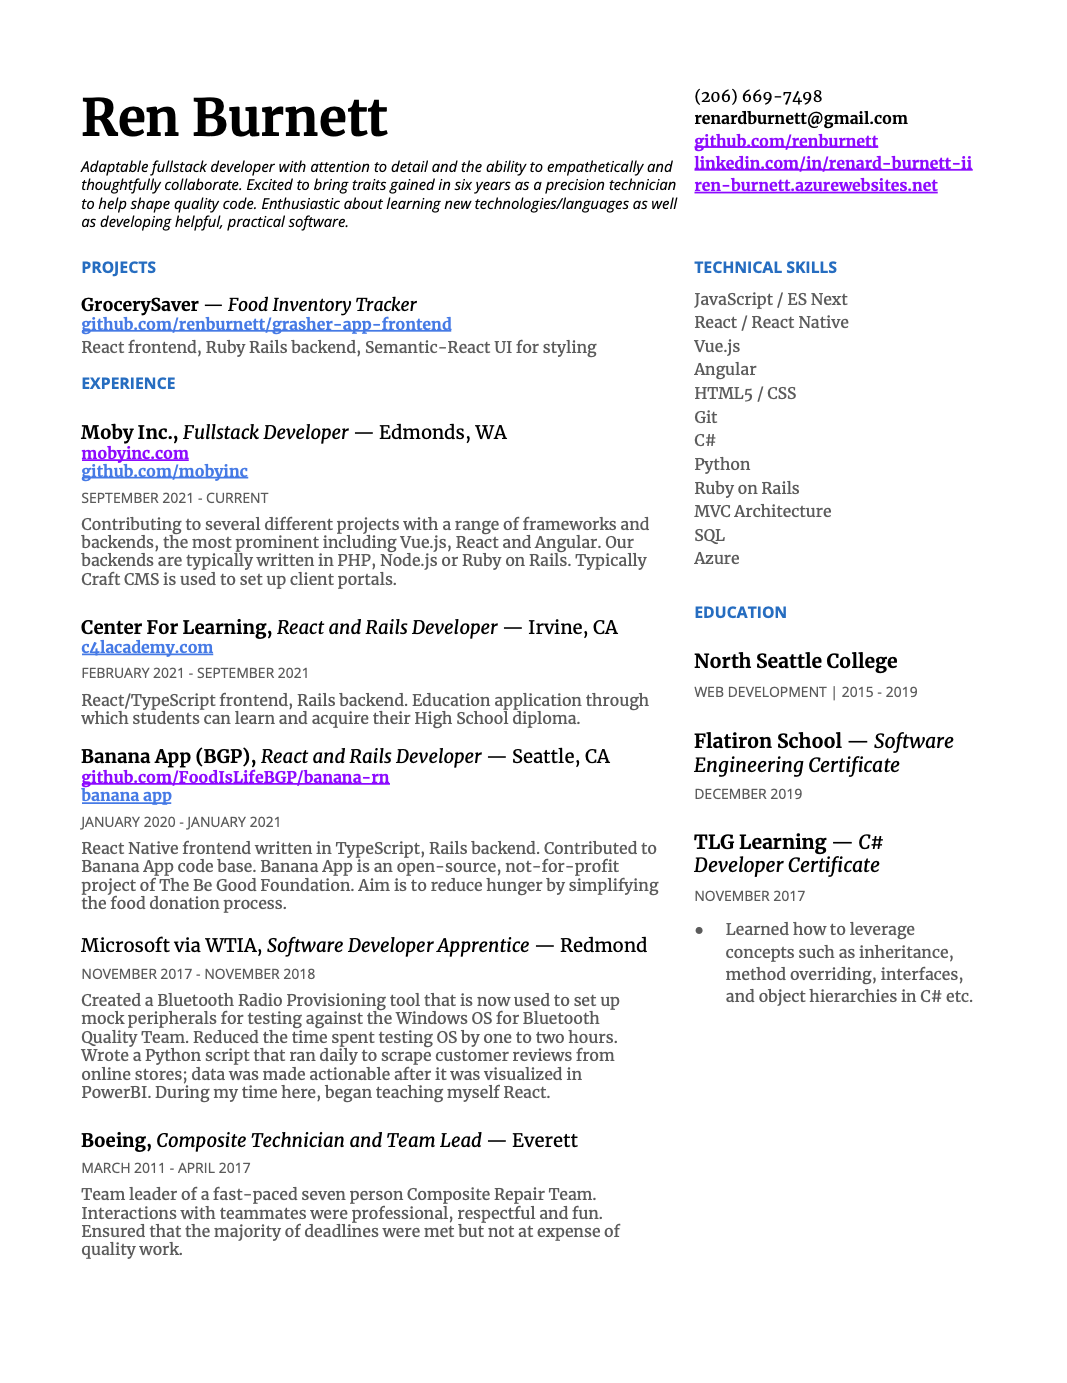 Ren Burnett
Adaptable fullstack developer with attention to detail and the ability to empathetically and
thoughtfully collaborate. Excited to bring traits gained in six years as a precision technician
to help shape quality code. Enthusiastic about learning new technologies/languages as well
as developing helpful, practical software.
(206) 669-7498
renardburnett@gmail.com
github.com/renburnett
linkedin.com/in/renard-burnett-ii
ren-burnett.azurewebsites.net
PROJECTS
GrocerySaver — Food Inventory Tracker
github.com/renburnett/grasher-app-frontend
React frontend, Ruby Rails backend, Semantic-React UI for styling
EXPERIENCE
Moby Inc., Fullstack Developer — Edmonds, WA
mobyinc.com
github.com/mobyinc
SEPTEMBER 2021 - CURRENT
Contributing to several different projects with a range of frameworks and
backends, the most prominent including Vue.js, React and Angular. Our
backends are typically written in PHP, Node.js or Ruby on Rails. Typically
Craft CMS is used to set up client portals.
Center For Learning, React and Rails Developer — Irvine, CA
c4lacademy.com
FEBRUARY 2021 - SEPTEMBER 2021
React/TypeScript frontend, Rails backend. Education application through
which students can learn and acquire their High School diploma.
Banana App (BGP), React and Rails Developer — Seattle, CA
github.com/FoodIsLifeBGP/banana-rn
banana app
JANUARY 2020 - JANUARY 2021
React Native frontend written in TypeScript, Rails backend. Contributed to
Banana App code base. Banana App is an open-source, not-for-profit
project of The Be Good Foundation. Aim is to reduce hunger by simplifying
the food donation process.
Microsoft via WTIA, Software Developer Apprentice — Redmond
NOVEMBER 2017 - NOVEMBER 2018
Created a Bluetooth Radio Provisioning tool that is now used to set up
mock peripherals for testing against the Windows OS for Bluetooth
Quality Team. Reduced the time spent testing OS by one to two hours.
Wrote a Python script that ran daily to scrape customer reviews from
online stores; data was made actionable after it was visualized in
PowerBI. During my time here, began teaching myself React.
Boeing, Composite Technician and Team Lead — Everett
MARCH 2011 - APRIL 2017
Team leader of a fast-paced seven person Composite Repair Team.
Interactions with teammates were professional, respectful and fun.
Ensured that the majority of deadlines were met but not at expense of
quality work.
TECHNICAL SKILLS
JavaScript / ES Next
React / React Native
Vue.js
Angular
HTML5 / CSS
Git
C#
Python
Ruby on Rails
MVC Architecture
SQL
Azure
EDUCATION
North Seattle College
WEB DEVELOPMENT | 2015 - 2019
Flatiron School — Software
Engineering Certificate
DECEMBER 2019
TLG Learning — C#
Developer Certificate
NOVEMBER 2017
● Learned how to leverage
concepts such as inheritance,
method overriding, interfaces,
and object hierarchies in C# etc.